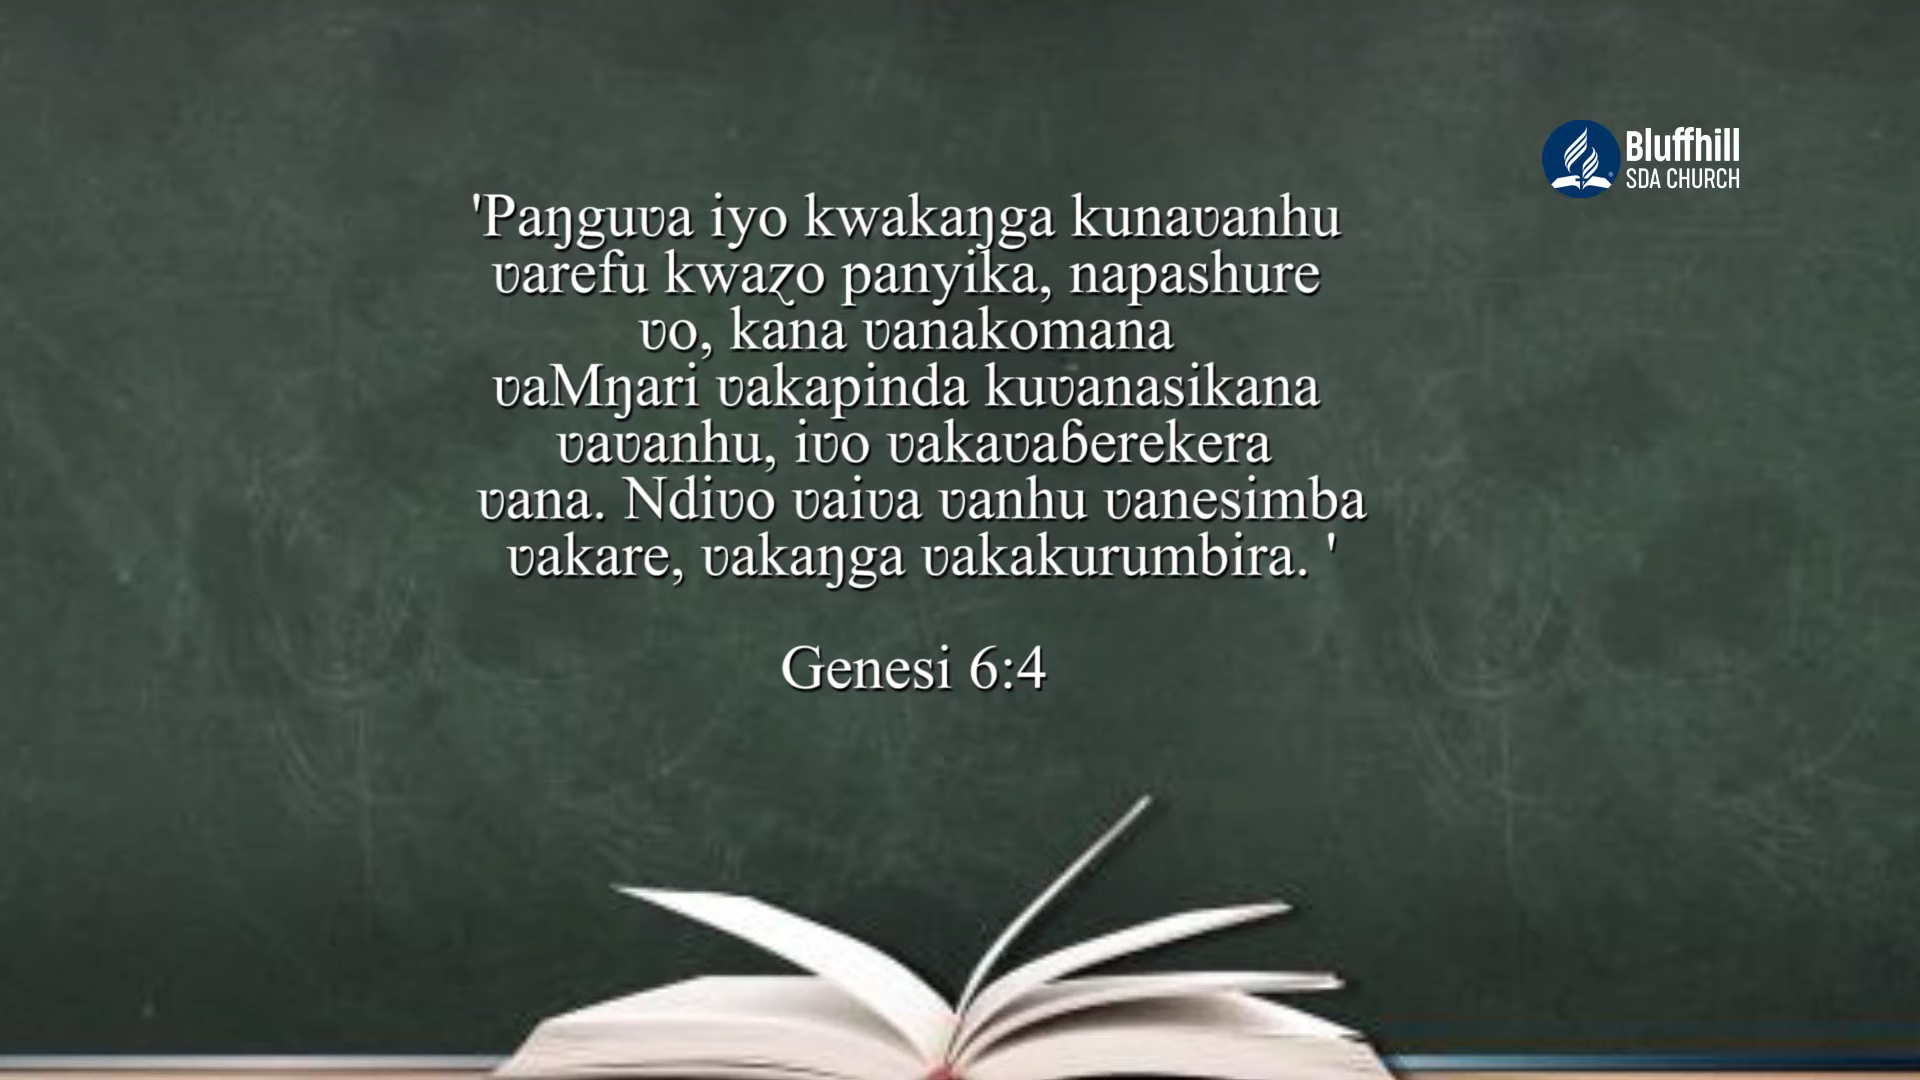 Bluffhill
SDA CHURCH
'Paŋguʋa iyo kwakaŋga kunaʋanhu
ʋarefu kwaɀo panyika, napashure
ʋo, kana ʋanakomana
ʋaMŋari ʋakapinda kuʋanasikana
ʋaʋanhu, iʋo ʋakaʋaɓerekera
ʋana. Ndiʋo ʋaiʋa ʋanhu ʋanesimba
ʋakare, ʋakaŋga ʋakakurumbira. '
Genesi 6:4